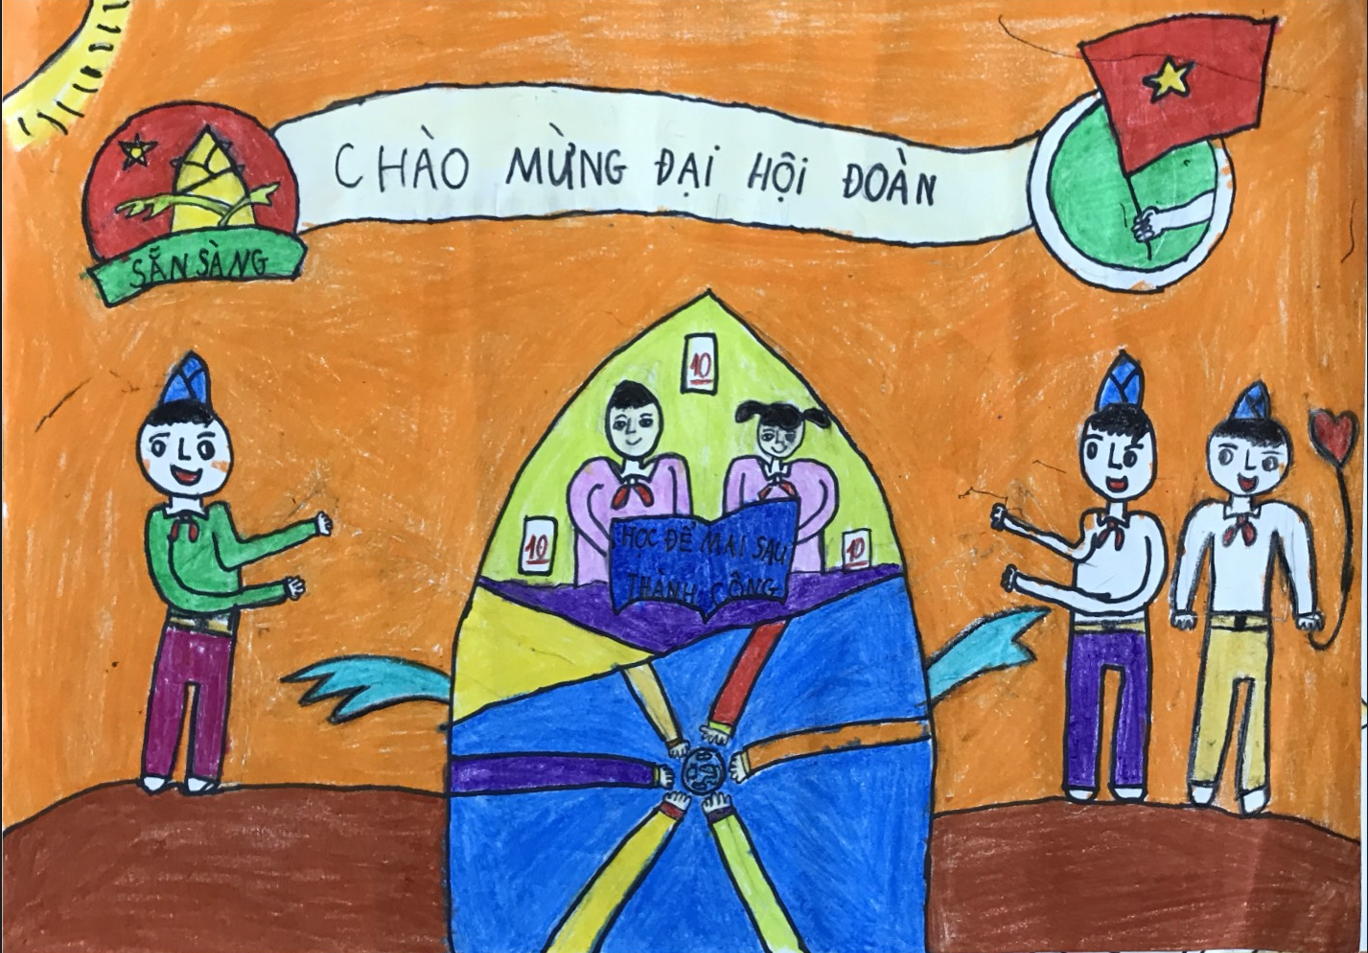 CHÀO MỪNG ĐẠI HỘI ĐOÀN
SẴN SÀNG
10
HỌC ĐỂ MAI SAU
THÀNH CÔNG
10
10